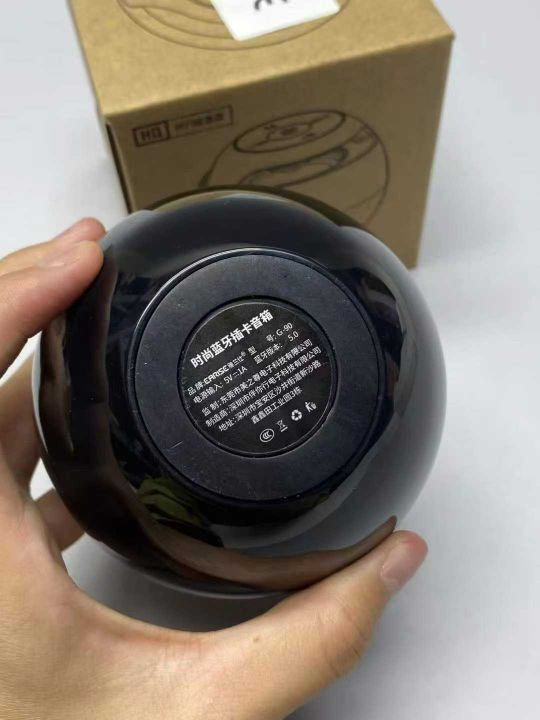 HQ
时尚蓝牙插卡音箱
品牌:EARISE雅兰仕® 型 号: G-90
电源输入: 5V⎓1A 蓝牙版本: 5.0
监 制: 东莞市美之尊电子科技有限公司
制造商: 深圳市伴你行电子科技有限公司
地址: 深圳市宝安区沙井街道新沙路
鑫鑫田工业园3栋